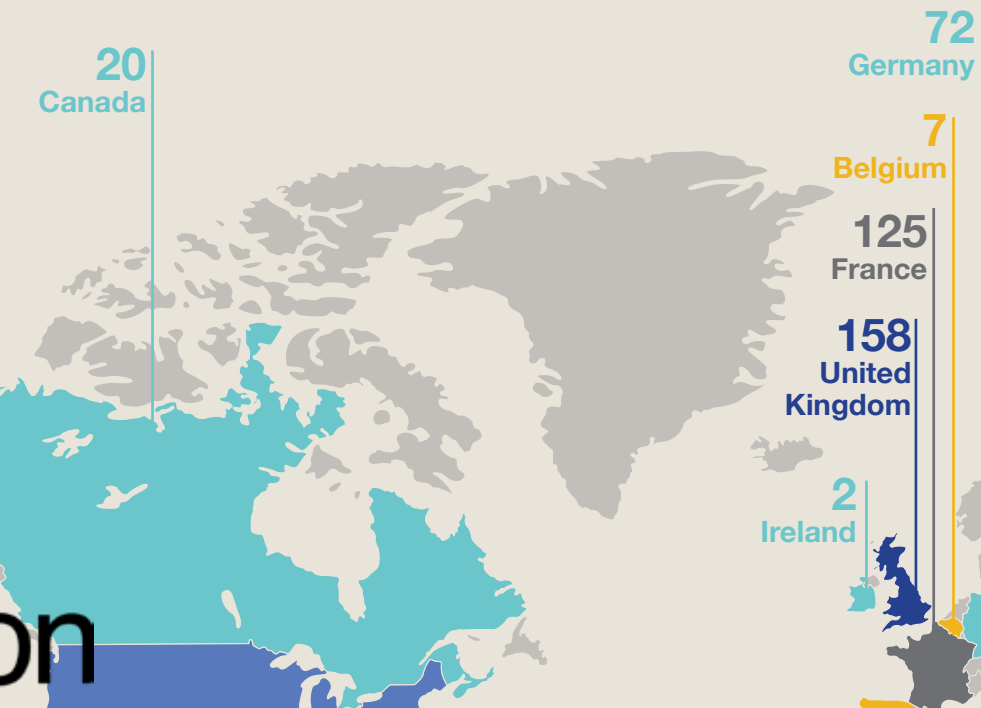 20
Canada
72
Germany
7
Belgium
125
France
158
United
Kingdom
2
Ireland
on